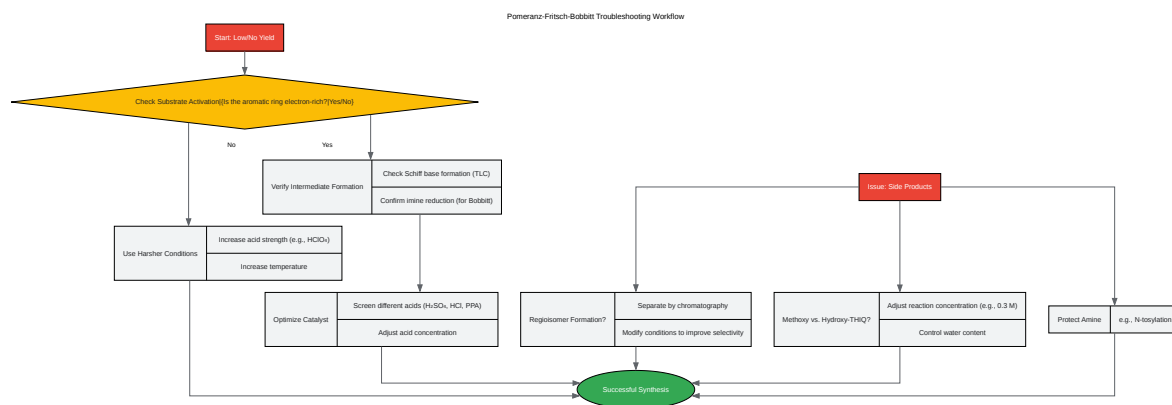 Pomeranz-Fritsch-Bobbitt Troubleshooting Workflow
Start: Low/No Yield
Check Substrate Activation|{Is the aromatic ring electron-rich?|Yes/No}
No
Yes
Verify Intermediate Formation
Check Schiff base formation (TLC)
Confirm imine reduction (for Bobbitt)
Use Harsher Conditions
Increase acid strength (e.g., HClO₄)
Increase temperature
Optimize Catalyst
Screen different acids (H₂SO₄, HCl, PPA)
Adjust acid concentration
Issue: Side Products
Regioisomer Formation?
Separate by chromatography
Modify conditions to improve selectivity
Methoxy vs. Hydroxy-THIQ?
Adjust reaction concentration (e.g., 0.3 M)
Control water content
Protect Amine
e.g., N-tosylation
Successful Synthesis